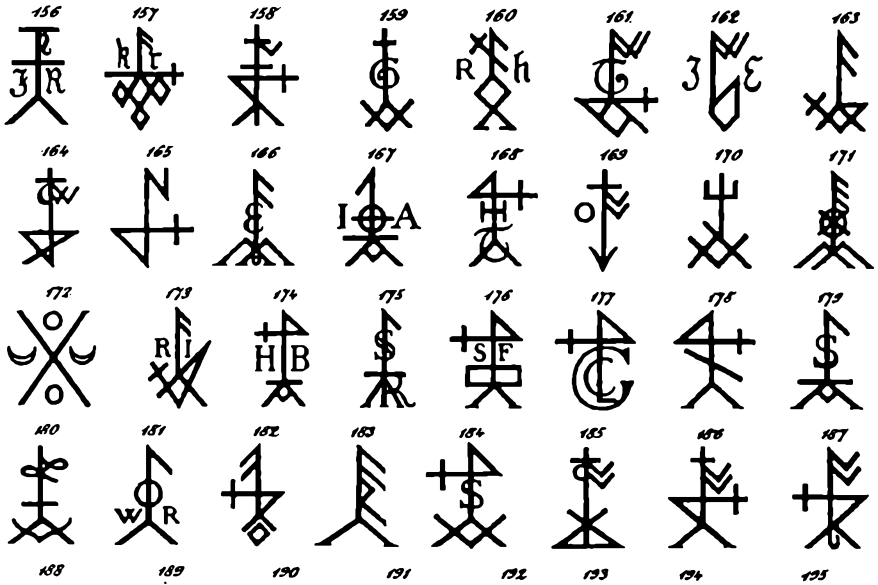 156 157 158 159 160 161 162 163
R
J R
k r
G
R h
C
J E
164 165 166 167 168 169 170 171
C W
E
I O A
H
T
O
172 173 174 175 176 177 178 179
R I
H B
S
R
S F
C G
S
180 181 182 183 184 185 186 187
W R
S
188 189 190 191 192 193 194 195